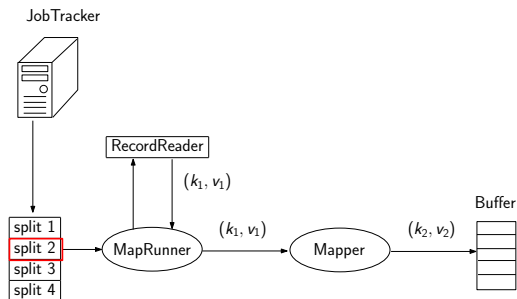 JobTracker
RecordReader
(k₁, v₁)
Buffer
split 1
split 2
split 3
split 4
MapRunner
(k₁, v₁)
Mapper
(k₂, v₂)